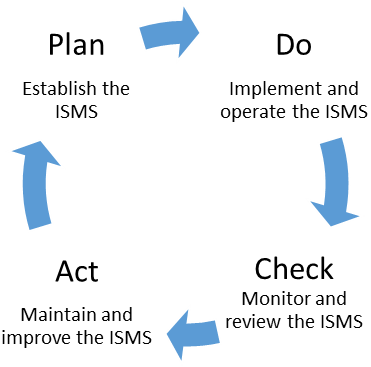 Plan
Establish the
ISMS
Do
Implement and
operate the ISMS
Check
Monitor and
review the ISMS
Act
Maintain and
improve the ISMS